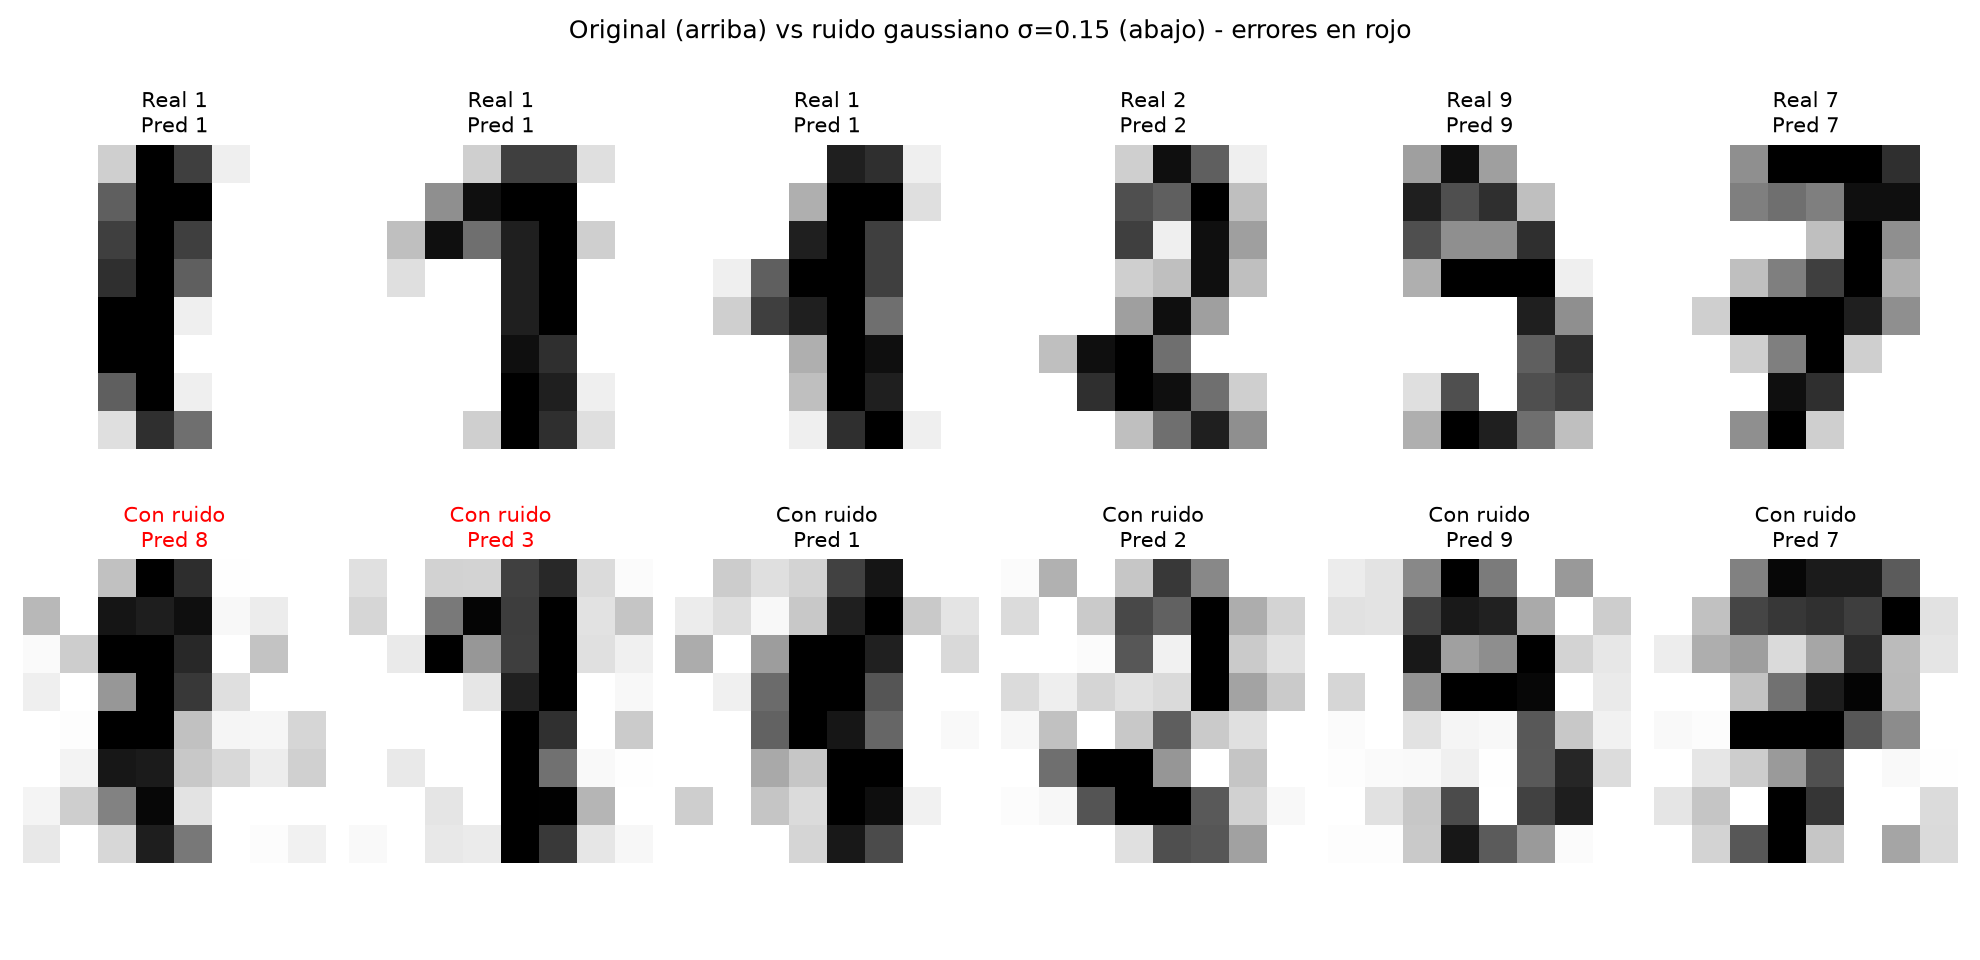 Original (arriba) vs ruido gaussiano σ=0.15 (abajo) - errores en rojo
Real 1
Pred 1
Real 1
Pred 1
Real 1
Pred 1
Real 2
Pred 2
Real 9
Pred 9
Real 7
Pred 7
Con ruido
Pred 8
Con ruido
Pred 3
Con ruido
Pred 1
Con ruido
Pred 2
Con ruido
Pred 9
Con ruido
Pred 7